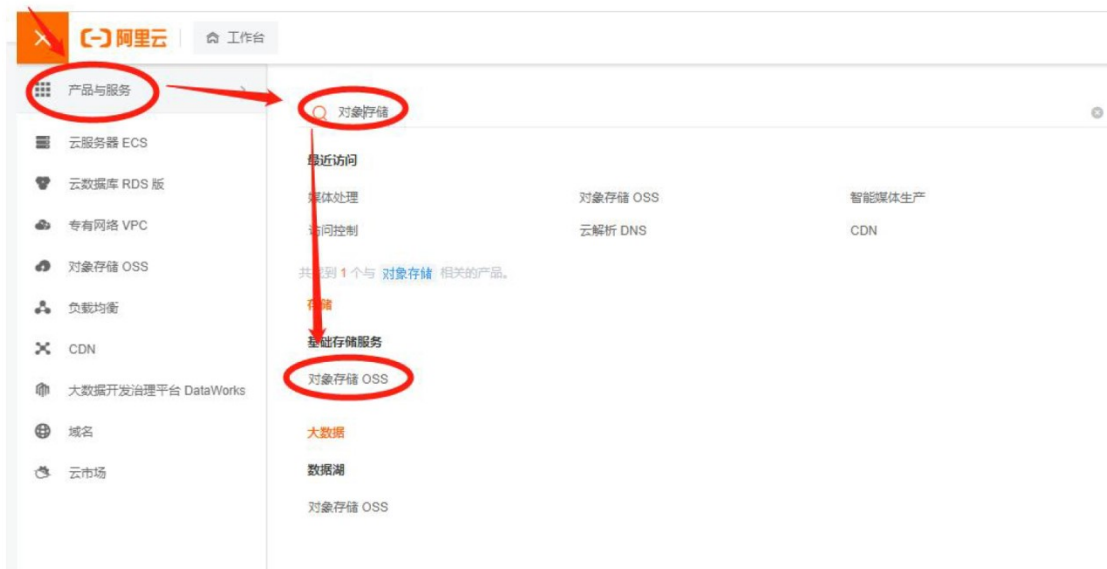 阿里云
工作台
产品与服务
云服务器 ECS
云数据库 RDS 版
专有网络 VPC
对象存储 OSS
负载均衡
CDN
大数据开发治理平台 DataWorks
域名
云市场
对象存储
最近访问
媒体处理 对象存储 OSS 智能媒体生产
访问控制 云解析 DNS CDN
共找到 1 个与 对象存储 相关的产品。
存储
基础存储服务
对象存储 OSS
大数据
数据湖
对象存储 OSS